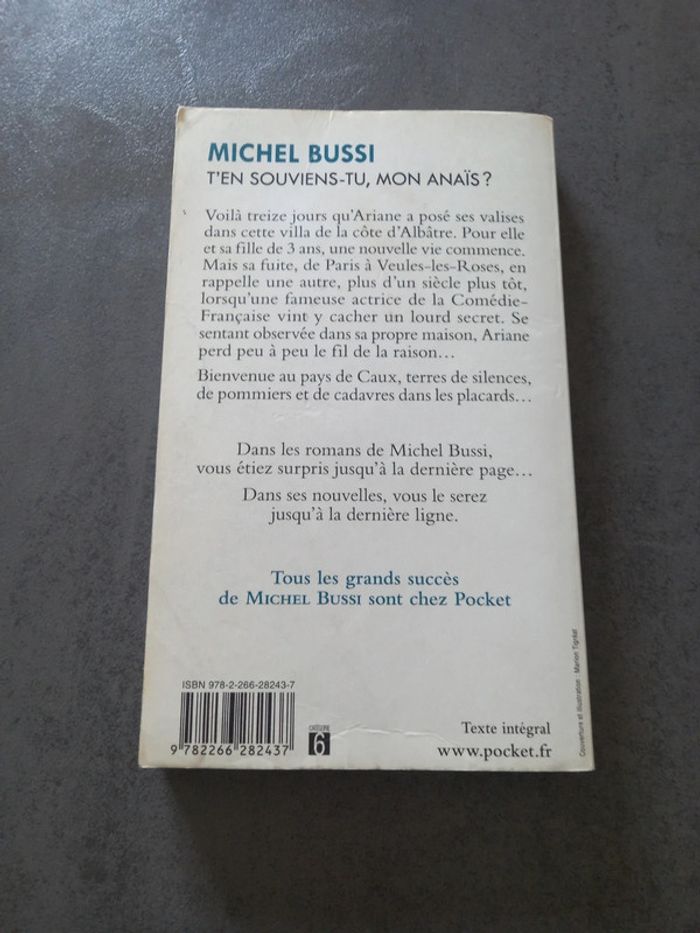 MICHEL BUSSI
T'EN SOUVIENS-TU, MON ANAÏS ?
Voilà treize jours qu'Ariane a posé ses valises
dans cette villa de la côte d'Albâtre. Pour elle
et sa fille de 3 ans, une nouvelle vie commence.
Mais sa fuite, de Paris à Veules-les-Roses, en
rappelle une autre, plus d'un siècle plus tôt,
lorsqu'une fameuse actrice de la Comédie-
Française vint y cacher un lourd secret. Se
sentant observée dans sa propre maison, Ariane
perd peu à peu le fil de la raison...
Bienvenue au pays de Caux, terres de silences,
de pommiers et de cadavres dans les placards...
Dans les romans de Michel Bussi,
vous étiez surpris jusqu'à la dernière page...
Dans ses nouvelles, vous le serez
jusqu'à la dernière ligne.
Tous les grands succès
de MICHEL BUSSI sont chez Pocket
ISBN 978-2-266-28243-7
9 782266 282437
CATÉGORIE
6
Texte intégral
www.pocket.fr
Couverture et illustration : Marion Tigréat